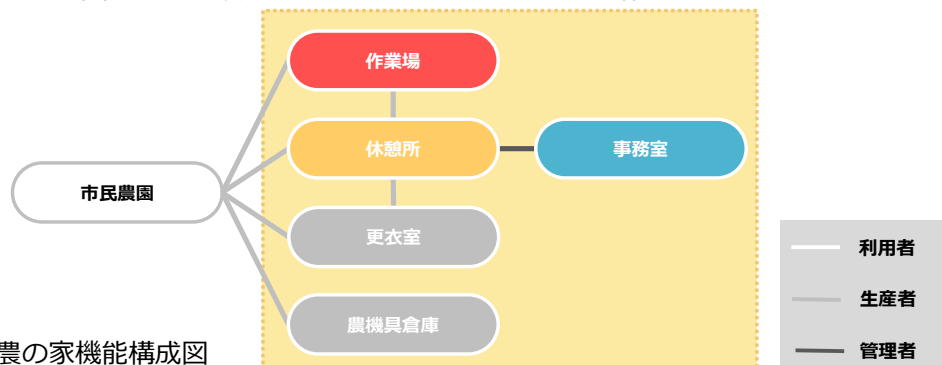 作業場
休憩所
事務室
市民農園
更衣室
農機具倉庫
利用者
生産者
管理者
農の家機能構成図